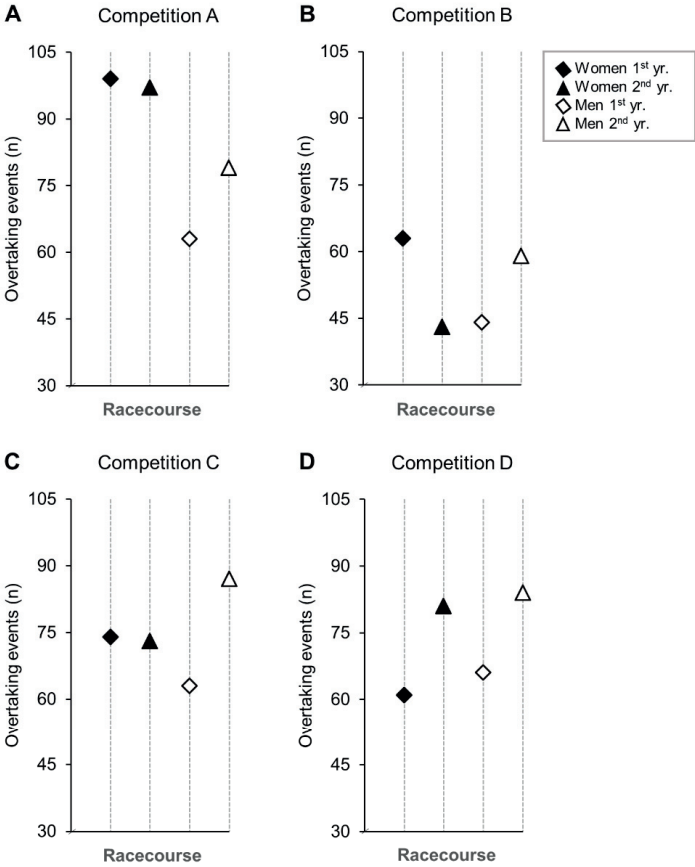 A Competition A
105
90
75
60
45
30
Overtaking events (n)
Racecourse
B Competition B
105
90
75
60
45
30
Overtaking events (n)
Racecourse
Women 1st yr.
Women 2nd yr.
Men 1st yr.
Men 2nd yr.
C Competition C
105
90
75
60
45
30
Overtaking events (n)
Racecourse
D Competition D
105
90
75
60
45
30
Overtaking events (n)
Racecourse